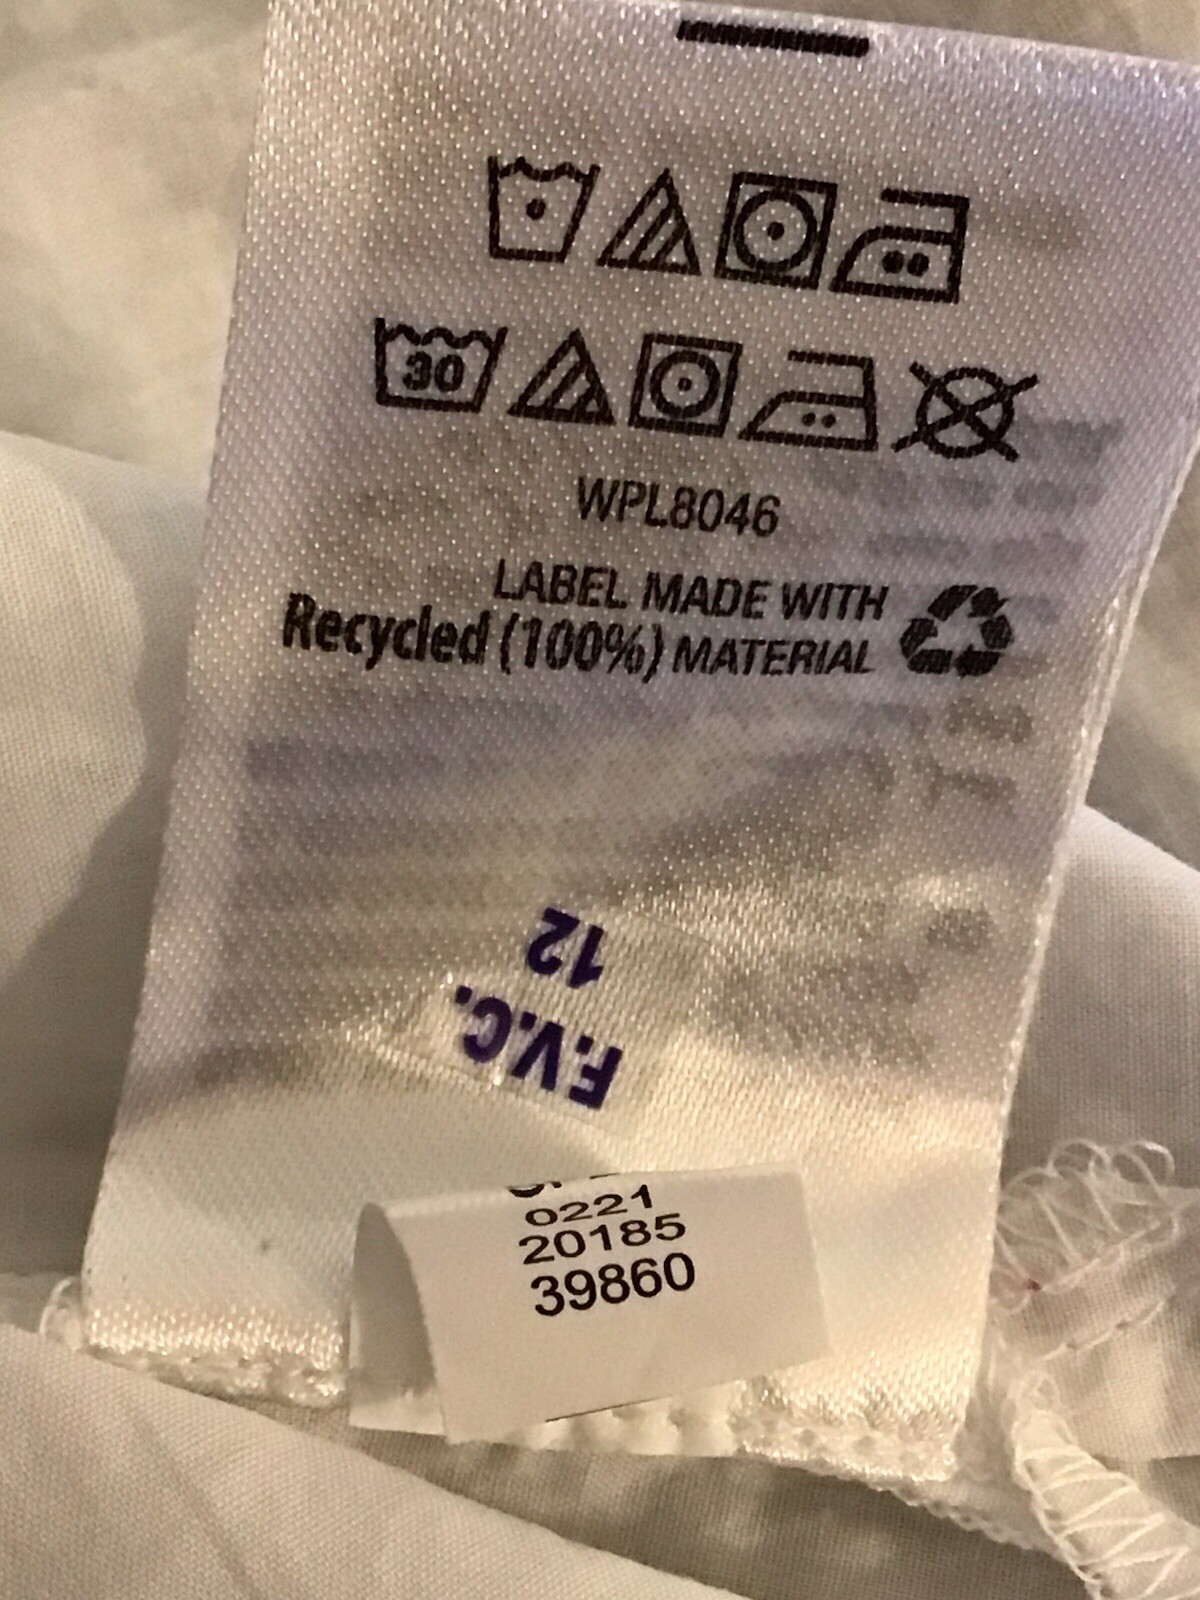 30
WPL8046
LABEL MADE WITH
Recycled (100%) MATERIAL
F.V.C.
12
0221
20185
39860